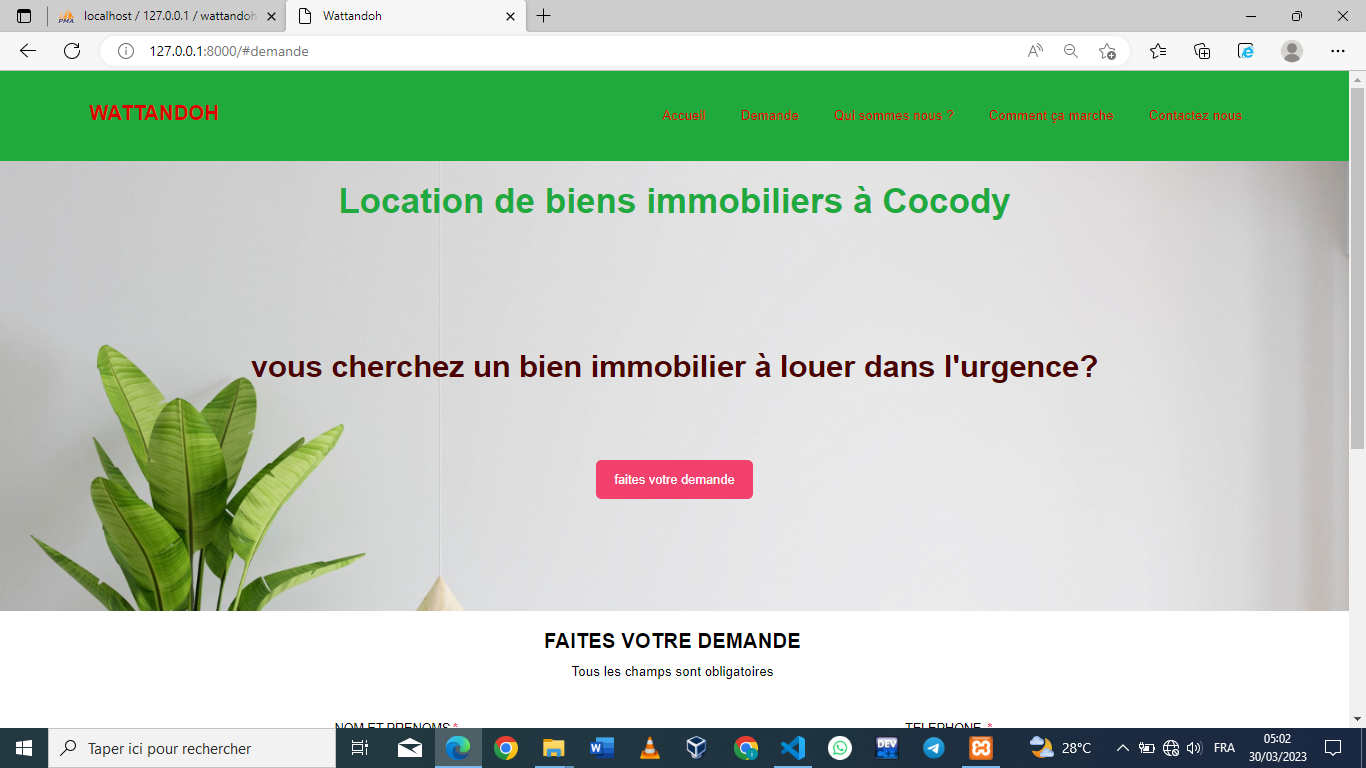 PMA localhost / 127.0.0.1 / wattandoh
Wattandoh
127.0.0.1:8000/#demande
WATTANDOH
Accueil Demande Qui sommes nous ? Comment ça marche Contactez nous
Location de biens immobiliers à Cocody
vous cherchez un bien immobilier à louer dans l'urgence?
faites votre demande
FAITES VOTRE DEMANDE
Tous les champs sont obligatoires
NOM ET PRENOMS * TELEPHONE *
Taper ici pour rechercher
DEV
28°C
FRA
05:02
30/03/2023